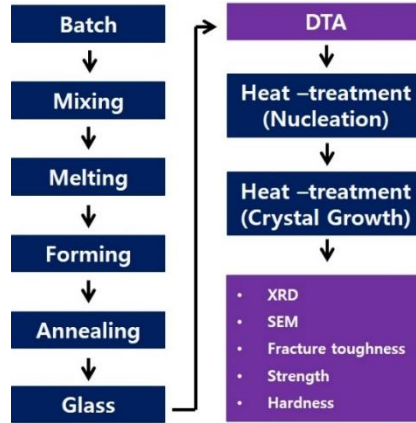 Batch
Mixing
Melting
Forming
Annealing
Glass
DTA
Heat –treatment
(Nucleation)
Heat –treatment
(Crystal Growth)
• XRD
• SEM
• Fracture toughness
• Strength
• Hardness